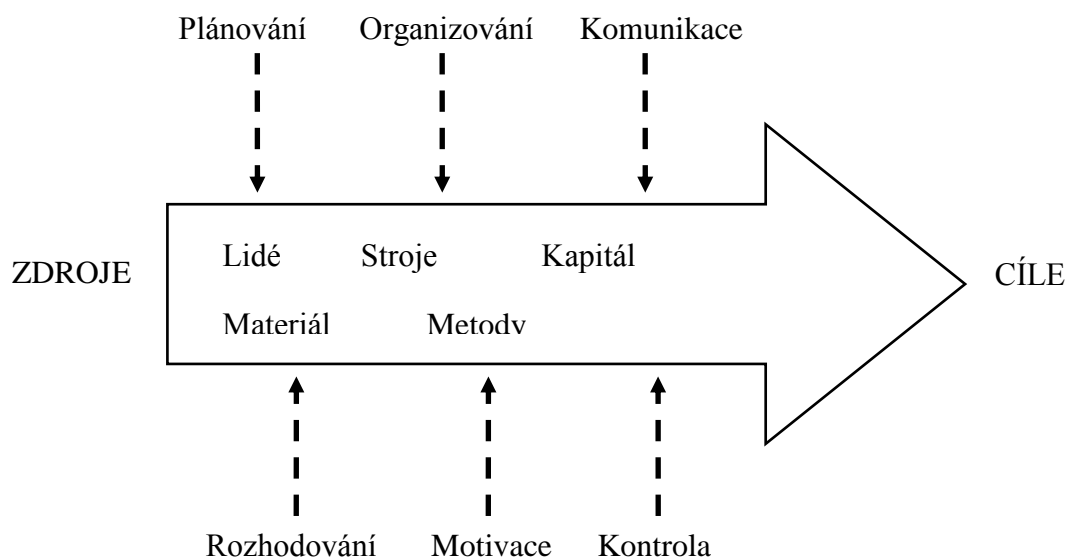 Plánování Organizování Komunikace
Lidé Stroje Kapitál
ZDROJE CÍLE
Materiál Metody
Rozhodování Motivace Kontrola